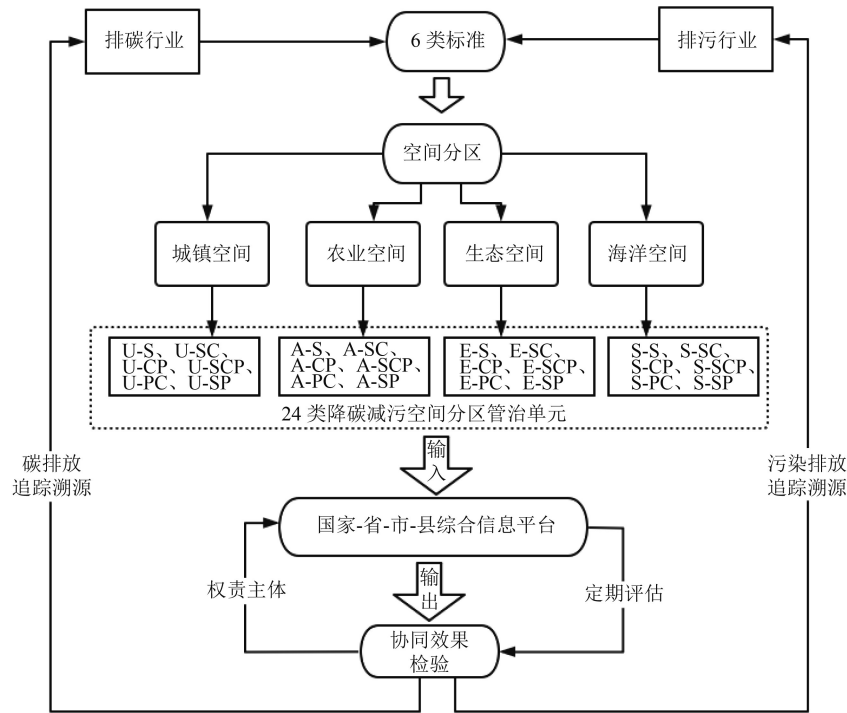 排碳行业
6 类标准
排污行业
空间分区
城镇空间
农业空间
生态空间
海洋空间
U-S、U-SC、
U-CP、U-SCP、
U-PC、U-SP
A-S、A-SC、
A-CP、A-SCP、
A-PC、A-SP
E-S、E-SC、
E-CP、E-SCP、
E-PC、E-SP
S-S、S-SC、
S-CP、S-SCP、
S-PC、S-SP
24 类降碳减污空间分区管治单元
碳排放
追踪溯源
输
入
污染排放
追踪溯源
国家-省-市-县综合信息平台
权责主体
输
出
定期评估
协同效果
检验